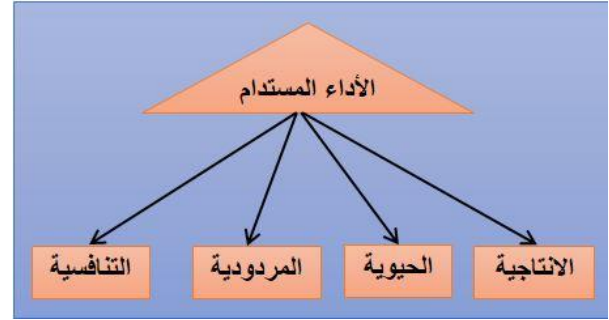 الأداء المستدام
الانتاجية
الحيوية
المردودية
التنافسية